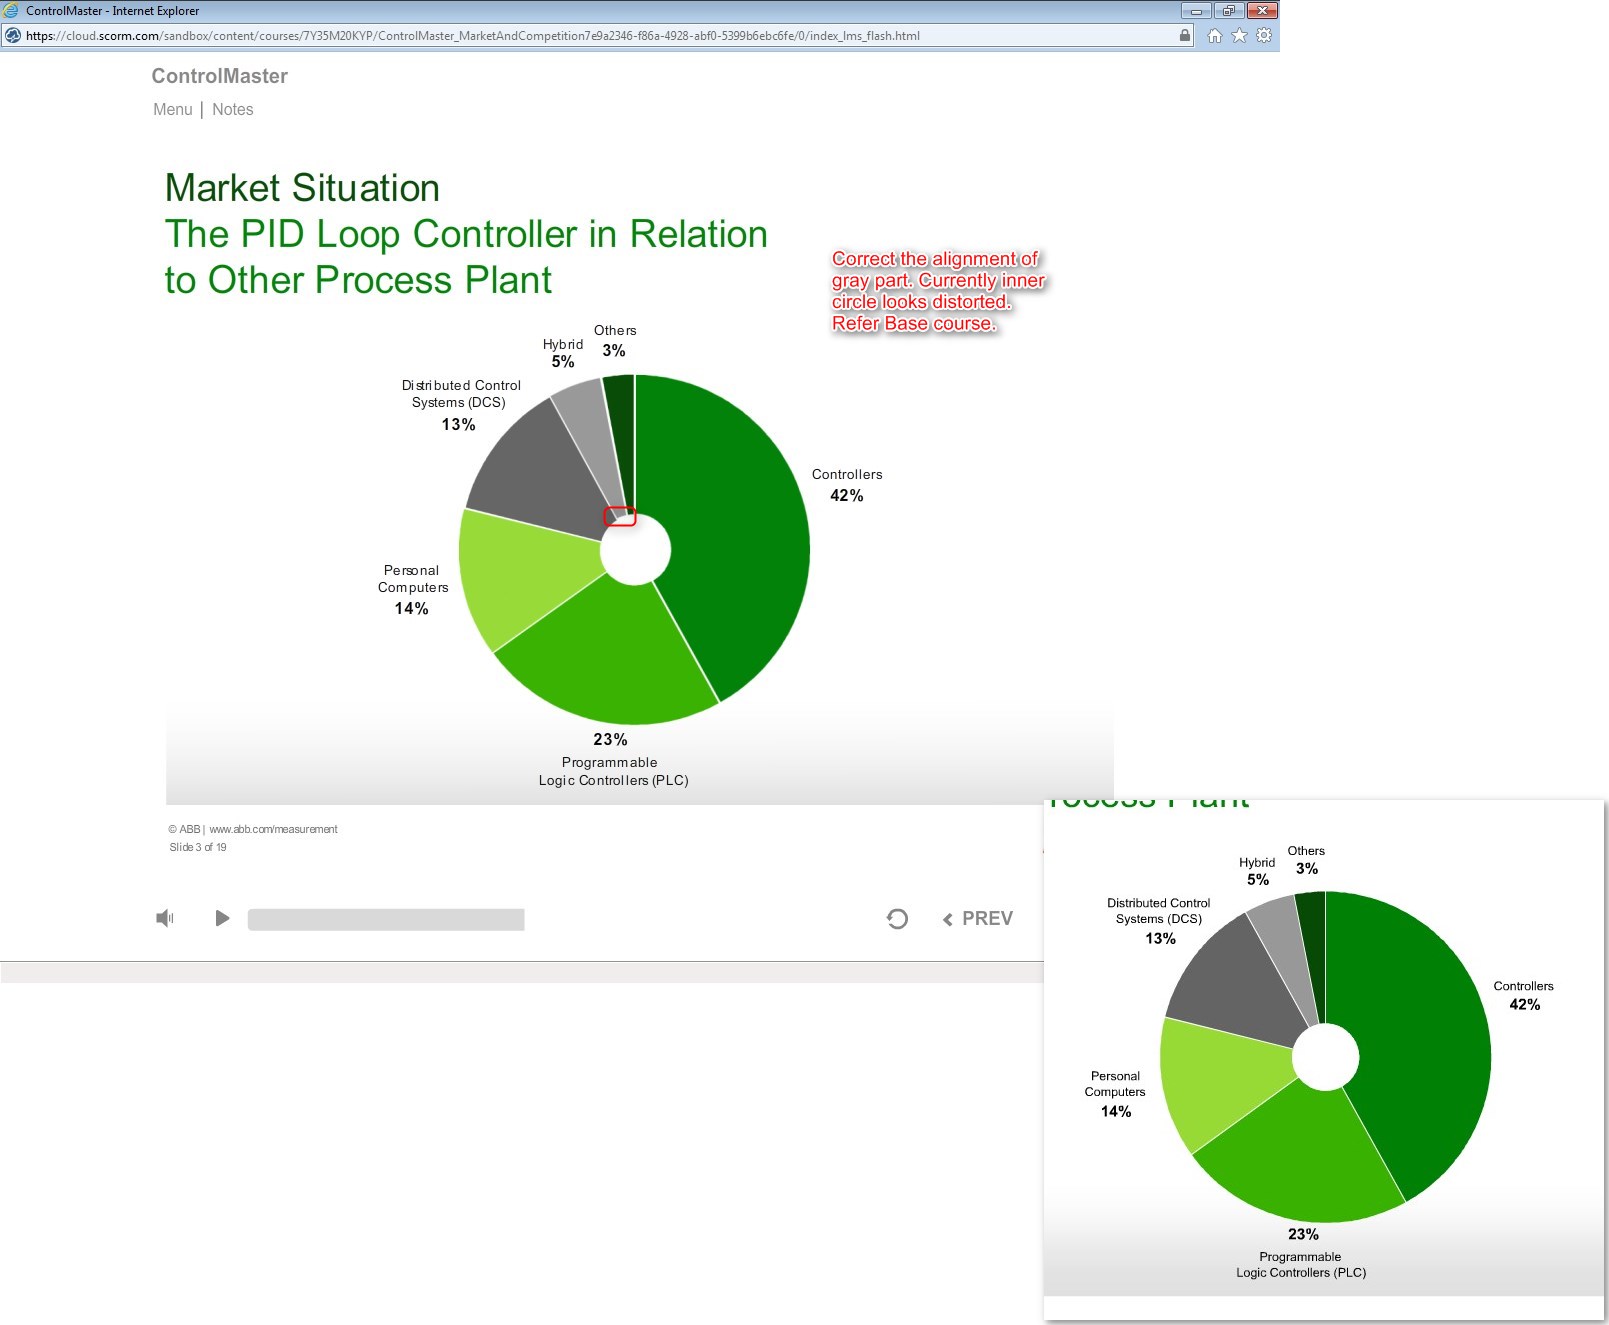 ControlMaster - Internet Explorer
https://cloud.scorm.com/sandbox/content/courses/7Y35M20KYP/ControlMaster_MarketAndCompetition7e9a2346-f86a-4928-abf0-5399b6ebc6fe/0/index_lms_flash.html
ControlMaster
Menu | Notes
Market Situation
The PID Loop Controller in Relation
to Other Process Plant
Correct the alignment of
gray part. Currently inner
circle looks distorted.
Refer Base course.
Others
3%
Hybrid
5%
Distributed Control
Systems (DCS)
13%
Controllers
42%
Personal
Computers
14%
23%
Programmable
Logic Controllers (PLC)
© ABB | www.abb.com/measurement
Slide 3 of 19
PREV
rocess Plant
Others
3%
Hybrid
5%
Distributed Control
Systems (DCS)
13%
Controllers
42%
Personal
Computers
14%
23%
Programmable
Logic Controllers (PLC)